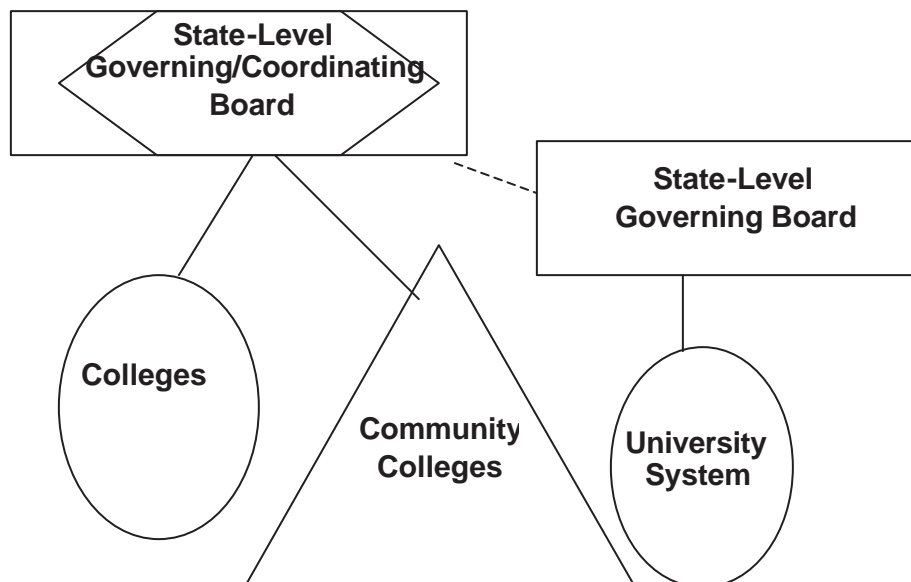 State-Level
Governing/Coordinating
Board
State-Level
Governing Board
Colleges
Community
Colleges
University
System